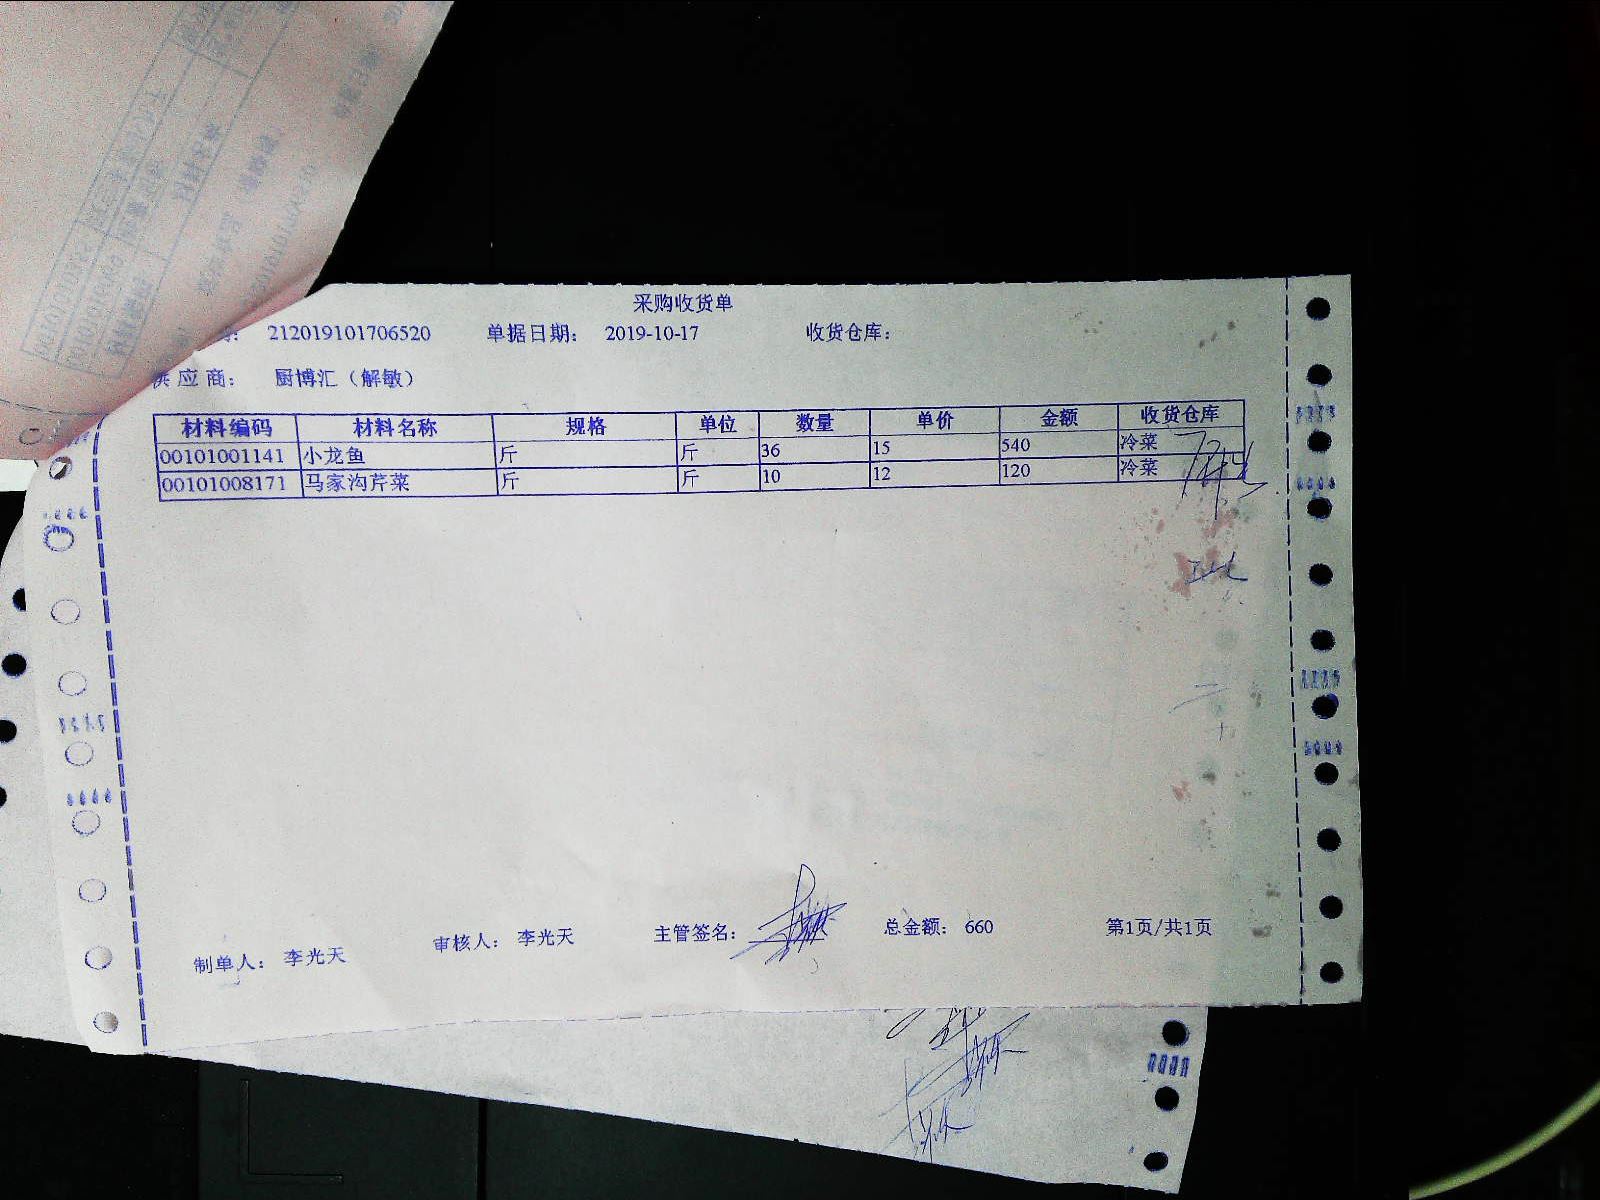 采购收货单
212019101706520 单据日期： 2019-10-17 收货仓库：
供应商： 厨博汇（解敏）
材料编码 材料名称 规格 单位 数量 单价 金额 收货仓库
00101001141 小龙鱼 斤 斤 36 15 540 冷菜
00101008171 马家沟芹菜 斤 斤 10 12 120 冷菜
制单人： 李光天 审核人： 李光天 主管签名： 总金额： 660 第1页/共1页